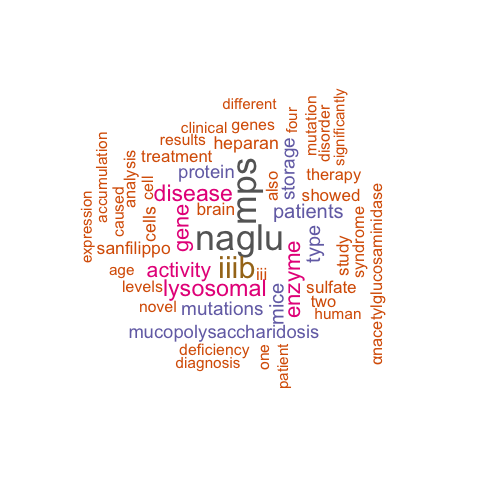 different
clinical
genes
four
mutation
disorder
significantly
results
heparan
treatment
storage
therapy
accumulation
analysis
cell
protein
mps
also
showed
disease
brain
patients
expression
caused
cells
gene
naglu
type
syndrome
αnacetylglucosaminidase
sanfilippo
study
age
activity
iiib
iii
enzyme
levels
lysosomal
mice
sulfate
novel
mutations
two
human
mucopolysaccharidosis
deficiency
one
patient
diagnosis